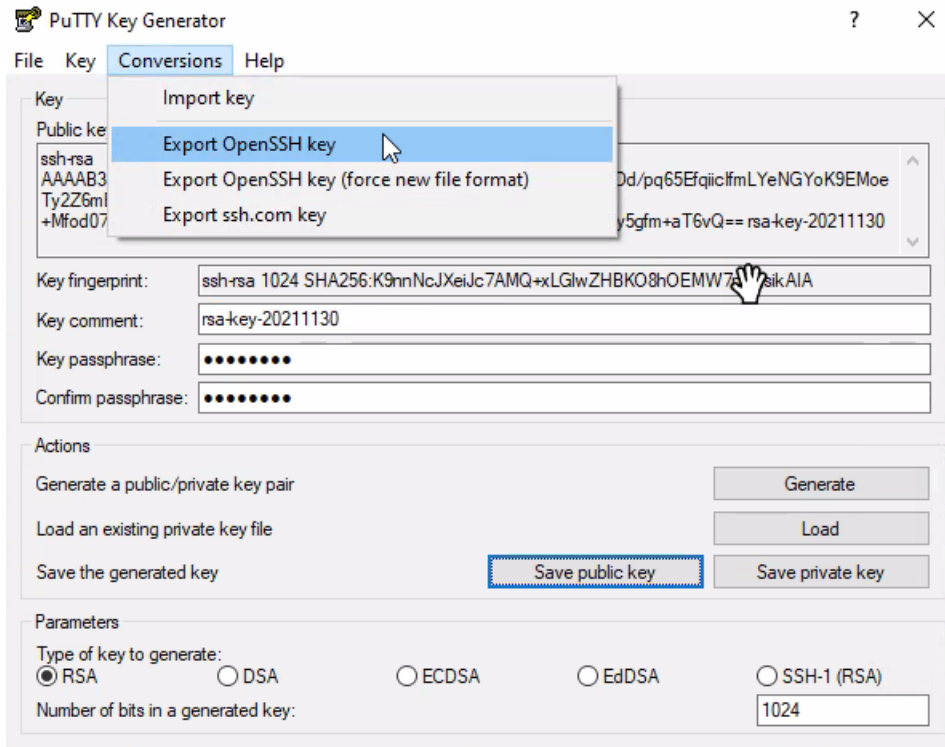 PuTTY Key Generator
?
File Key Conversions Help
Import key
Export OpenSSH key
Export OpenSSH key (force new file format)
Export ssh.com key
Key
Public ke
ssh-rsa
AAAAB3 Dd/pq65EfqiicIfmLYeNGYoK9EMoe
Ty2Z6m
+Mfod07 y5gfm+aT6vQ== rsa-key-20211130
Key fingerprint: ssh-rsa 1024
Key comment: rsa-key-20211130
Key passphrase: ●●●●●●●●
Confirm passphrase: ●●●●●●●●
Actions
Generate a public/private key pair Generate
Load an existing private key file Load
Save the generated key Save public key Save private key
Parameters
Type of key to generate:
RSA DSA ECDSA EdDSA SSH-1 (RSA)
Number of bits in a generated key: 1024